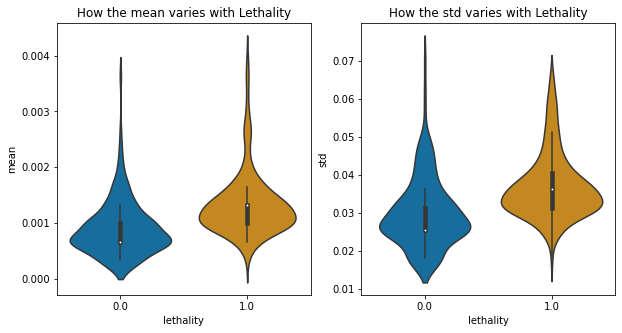 How the mean varies with Lethality
mean
0.004
0.003
0.002
0.001
0.000
0.0
1.0
lethality
How the std varies with Lethality
std
0.07
0.06
0.05
0.04
0.03
0.02
0.01
0.0
1.0
lethality